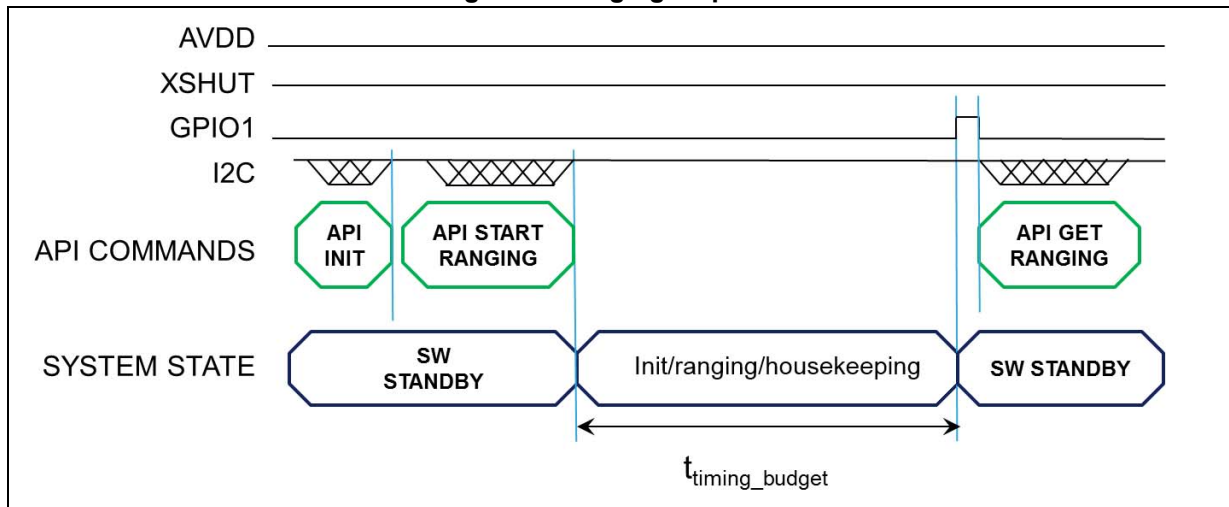 AVDD
XSHUT
GPIO1
I2C
API COMMANDS
API
INIT
API START
RANGING
API GET
RANGING
SYSTEM STATE
SW
STANDBY
Init/ranging/housekeeping
SW STANDBY
ttiming_budget